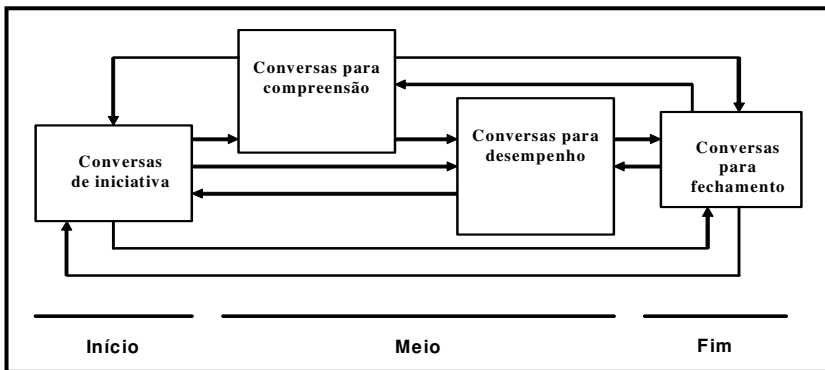 Conversas para
compreensão
Conversas para
desempenho
Conversas
de iniciativa
Conversas
para
fechamento
Início
Meio
Fim